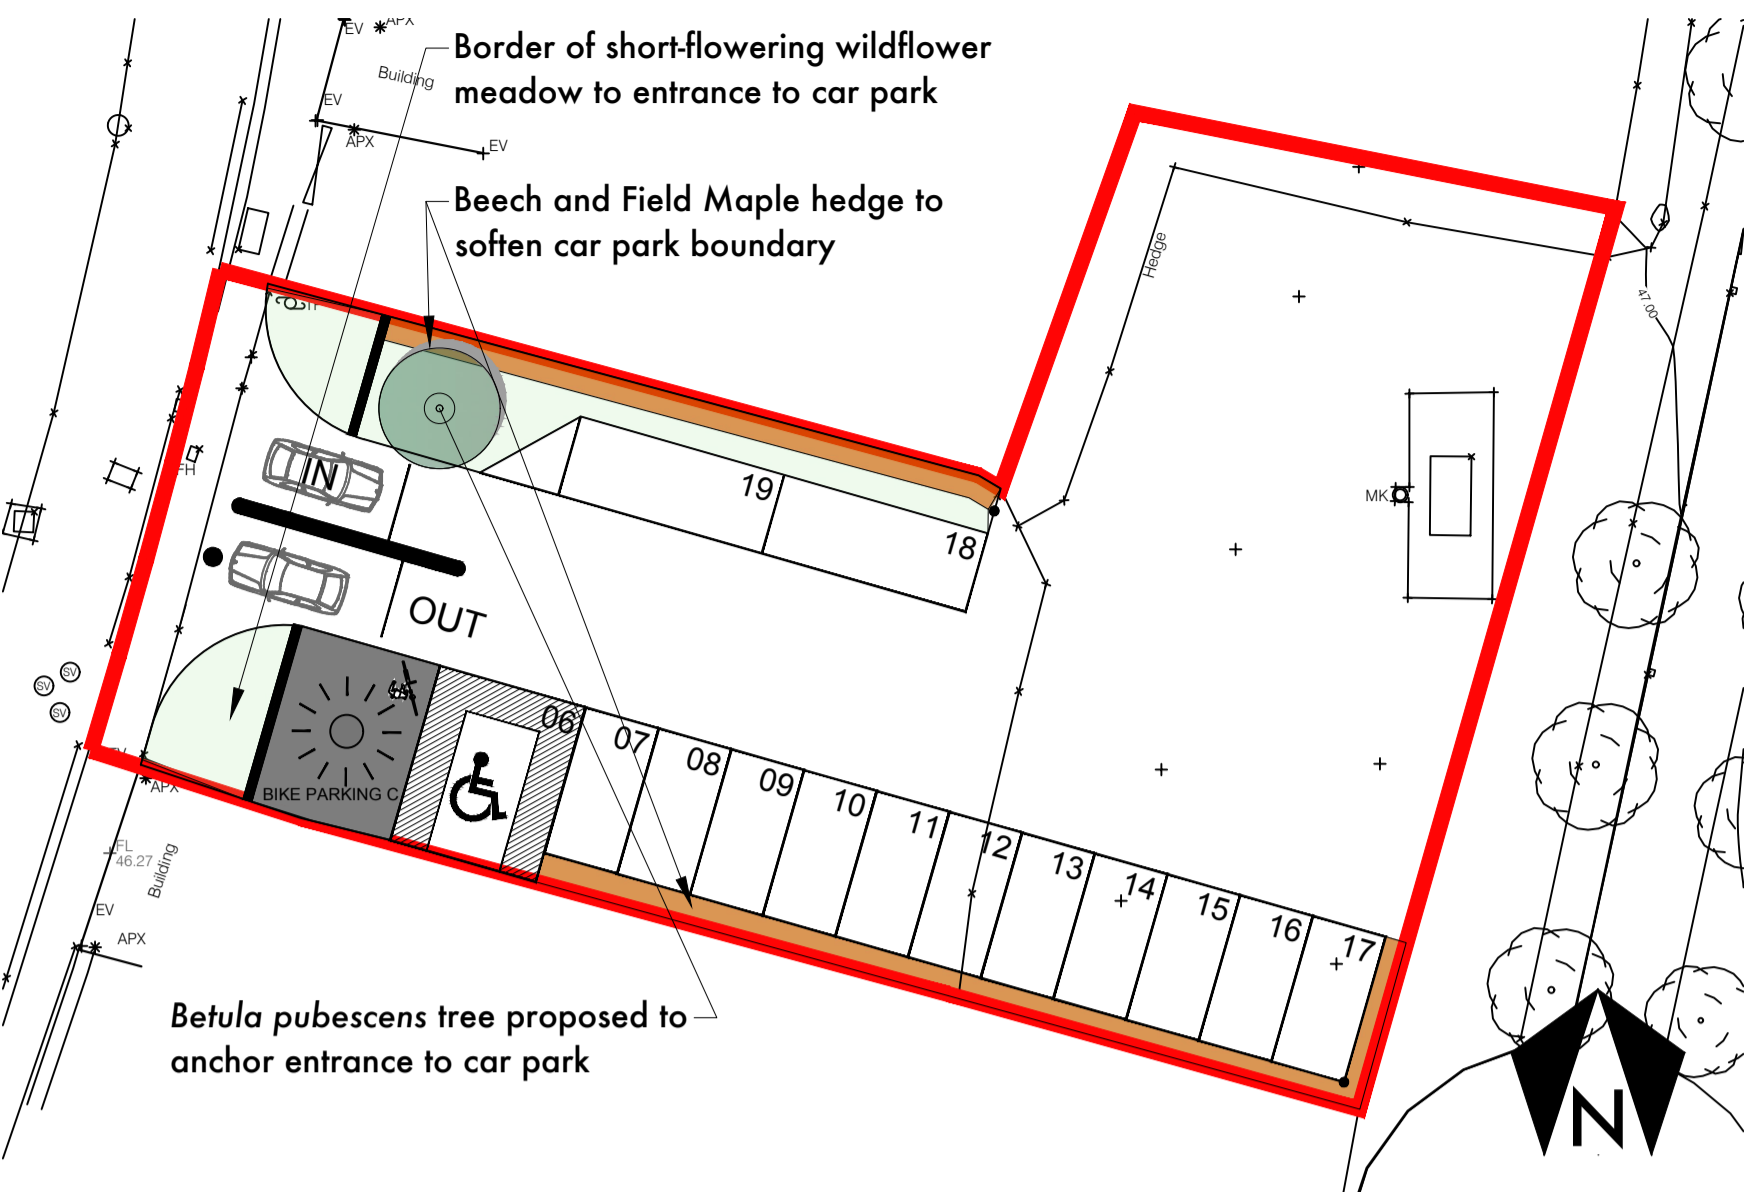 EV
APX
Border of short-flowering wildflower
meadow to entrance to car park
Building
EV
APX
EV
Beech and Field Maple hedge to
soften car park boundary
Hedge
47.00
IN
FH
19
18
MK
OUT
SV
SV
SV
06
07
08
09
10
11
12
13
14
15
16
17
BIKE PARKING C
APX
FL
46.27
Building
EV
APX
Betula pubescens tree proposed to
anchor entrance to car park
N